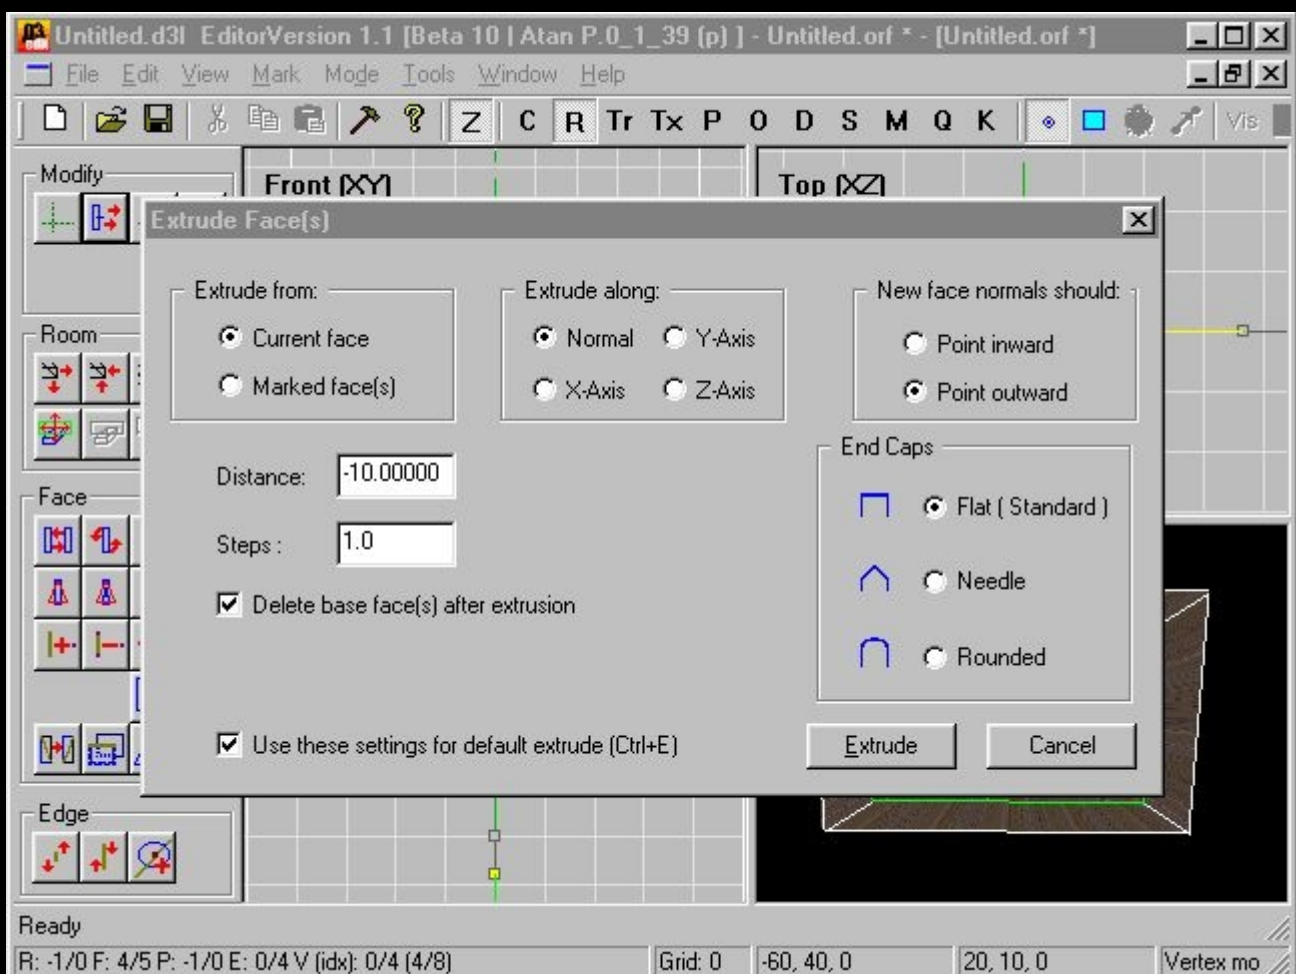 Untitled.d3l EditorVersion 1.1 [Beta 10 | Atan P.0_1_39 (p) ] - Untitled.orf * - [Untitled.orf *]
File Edit View Mark Mode Tools Window Help
Z C R Tr Tx P O D S M Q K Vis
Modify
Front (XY)
Top (XZ)
Extrude Face(s)
Extrude from:
Extrude along:
New face normals should:
Room
Current face
Normal
Y-Axis
Point inward
Marked face(s)
X-Axis
Z-Axis
Point outward
End Caps
Distance:
-10.00000
Face
Flat ( Standard )
Steps :
1.0
Needle
Delete base face(s) after extrusion
Rounded
Use these settings for default extrude (Ctrl+E)
Extrude
Cancel
Edge
Ready
R: -1/0 F: 4/5 P: -1/0 E: 0/4 V (idx): 0/4 (4/8)
Grid: 0
-60, 40, 0
20, 10, 0
Vertex mo